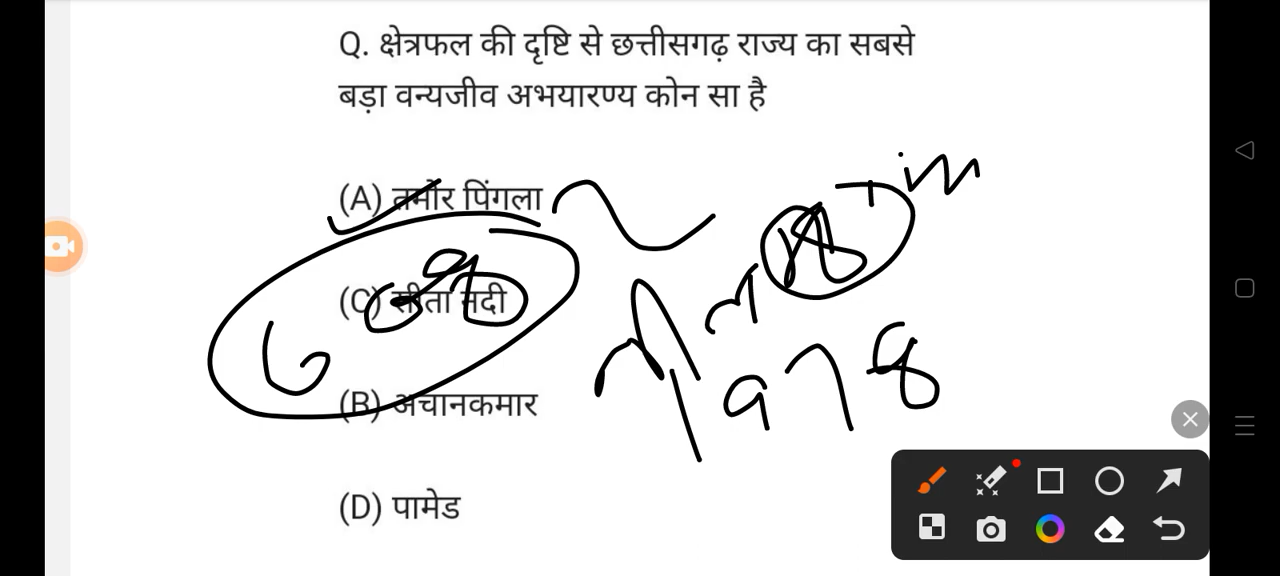 Q. क्षेत्रफल की दृष्टि से छत्तीसगढ़ राज्य का सबसे
बड़ा वन्यजीव अभयारण्य कोन सा है
(A) तमोर पिंगला
(C) सीता नदी
(B) अचानकमार
(D) पामेड
1978